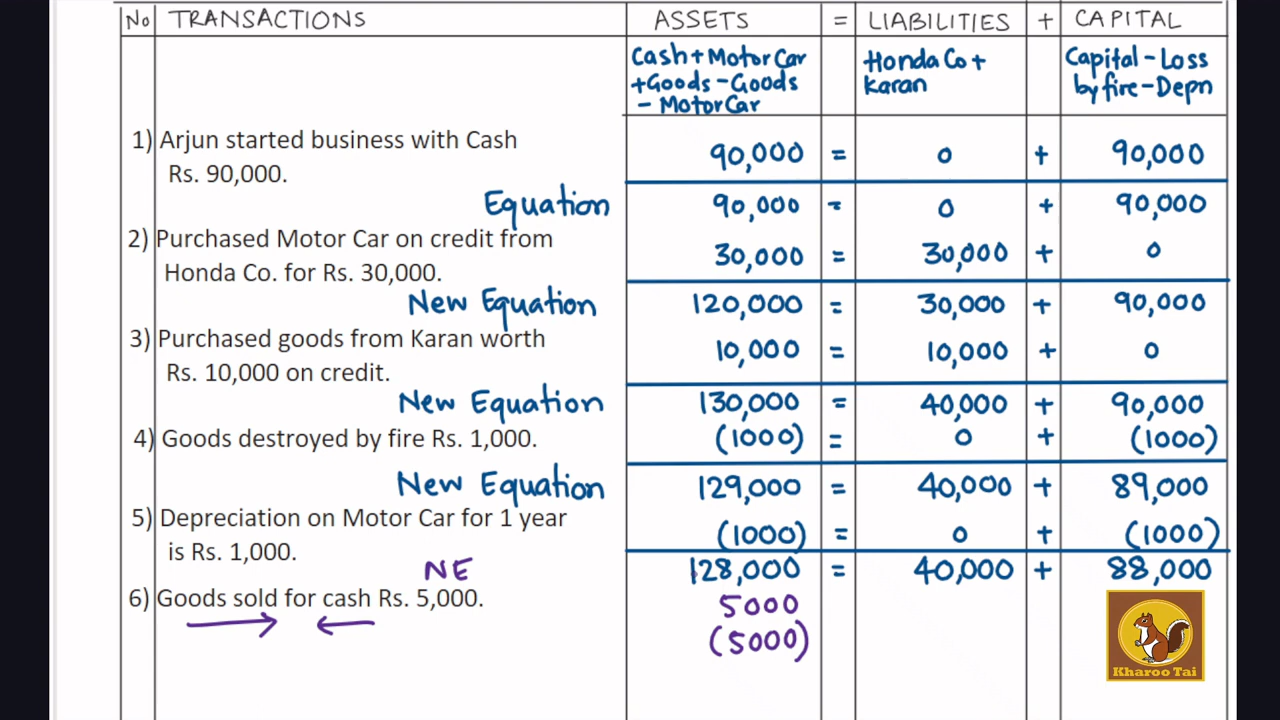 No TRANSACTIONS ASSETS = LIABILITIES + CAPITAL
Cash+Motor Car Honda Co+ Capital-Loss
+Goods-Goods Karan by fire-Depn
-Motor Car
1) Arjun started business with Cash
Rs. 90,000. 90,000 = 0 + 90,000
Equation 90,000 = 0 + 90,000
2) Purchased Motor Car on credit from
Honda Co. for Rs. 30,000. 30,000 = 30,000 + 0
New Equation 120,000 = 30,000 + 90,000
3) Purchased goods from Karan worth
Rs. 10,000 on credit. 10,000 = 10,000 + 0
New Equation 130,000 = 40,000 + 90,000
4) Goods destroyed by fire Rs. 1,000. (1000) = 0 + (1000)
New Equation 129,000 = 40,000 + 89,000
5) Depreciation on Motor Car for 1 year
is Rs. 1,000. (1000) = 0 + (1000)
NE 128,000 = 40,000 + 88,000
6) Goods sold for cash Rs. 5,000. 5000
(5000)
Kharoo Tai